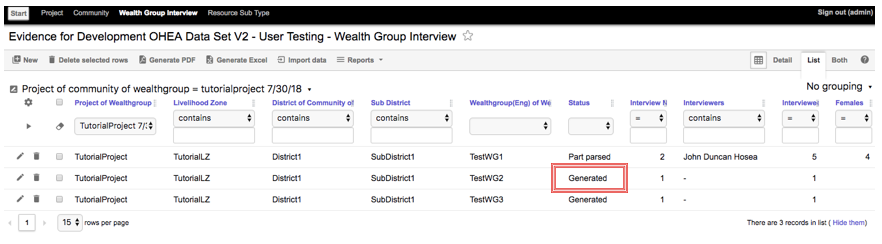 Start Project Community Wealth Group Interview Resource Sub Type Sign out (admin)
Evidence for Development OHEA Data Set V2 - User Testing - Wealth Group Interview
New Delete selected rows Generate PDF Generate Excel Import data Reports Detail List Both
Project of community of wealthgroup = tutorialproject 7/30/18 No grouping
Project of Wealthgroup Livelihood Zone District of Community of Sub District Wealthgroup(Eng) of We Status Interview N Interviewers Interviewe Females
TutorialProject 7/ contains contains contains = contains = =
TutorialProject TutorialLZ District1 SubDistrict1 TestWG1 Part parsed 2 John Duncan Hosea 5 4
TutorialProject TutorialLZ District1 SubDistrict1 TestWG2 Generated 1 - 1
TutorialProject TutorialLZ District1 SubDistrict1 TestWG3 Generated 1 - 1
1 15 rows per page There are 3 records in list ( Hide them)